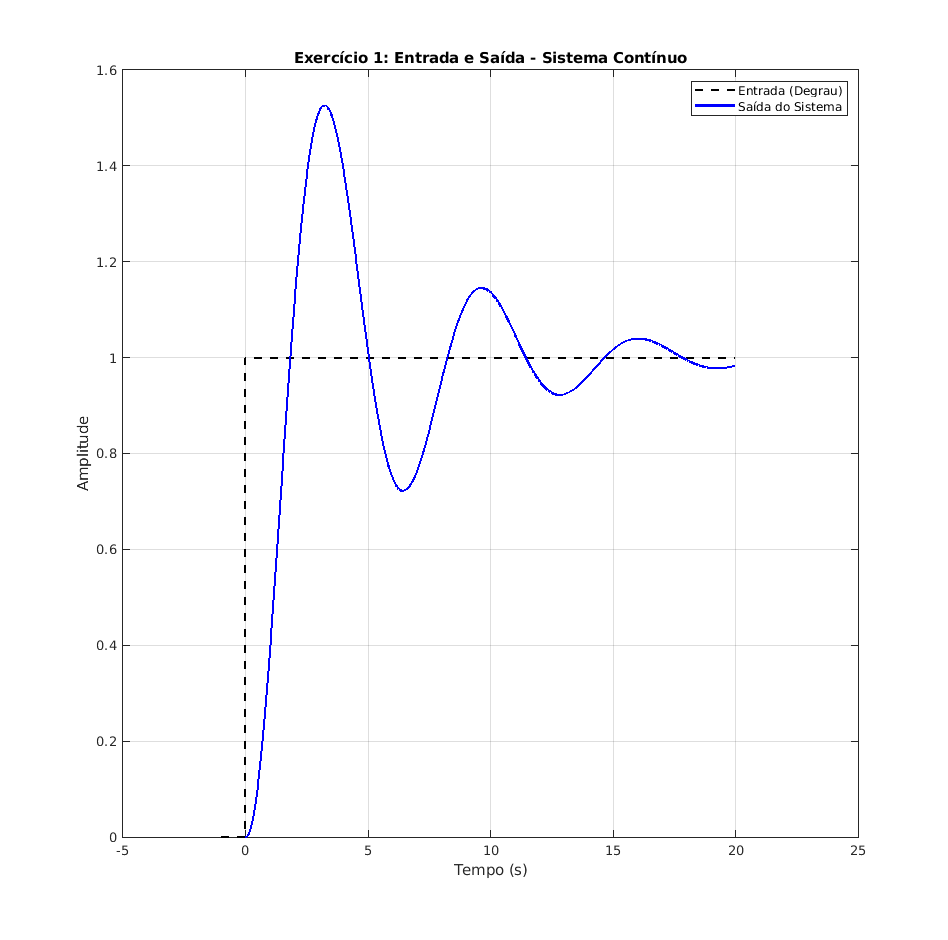 Exercício 1: Entrada e Saída - Sistema Contínuo
Entrada (Degrau)
Saída do Sistema
Amplitude
1.6
1.4
1.2
1
0.8
0.6
0.4
0.2
0
-5 0 5 10 15 20 25
Tempo (s)